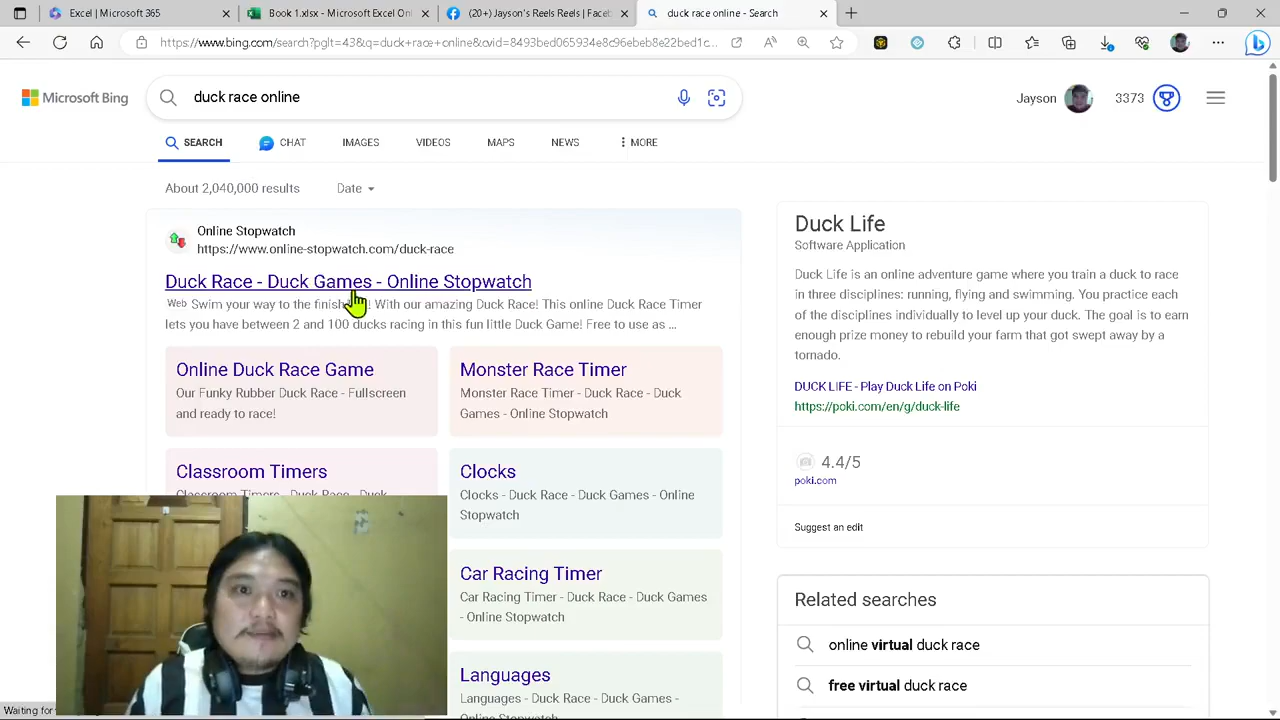 Excel | Microsoft 365
Book 1.xlsx - Microsoft Excel Onl
(20+) Jayson's Reels Reels | Faceb
duck race online - Search
https://www.bing.com/search?pglt=43&q=duck+race+online&cvid=8493bed065934e8c96ebeb8e22bed1c...
Microsoft Bing
duck race online
Jayson
3373
SEARCH
CHAT
IMAGES
VIDEOS
MAPS
NEWS
MORE
About 2,040,000 results
Date
Online Stopwatch
https://www.online-stopwatch.com/duck-race
Duck Race - Duck Games - Online Stopwatch
Web Swim your way to the finish With our amazing Duck Race! This online Duck Race Timer
lets you have between 2 and 100 ducks racing in this fun little Duck Game! Free to use as ...
Online Duck Race Game
Our Funky Rubber Duck Race - Fullscreen
and ready to race!
Monster Race Timer
Monster Race Timer - Duck Race - Duck
Games - Online Stopwatch
Classroom Timers
Classroom Timers - Duck Race - Duck
Clocks
Clocks - Duck Race - Duck Games - Online
Stopwatch
Car Racing Timer
Car Racing Timer - Duck Race - Duck Games
- Online Stopwatch
Languages
Languages - Duck Race - Duck Games -
Online Stopwatch
Duck Life
Software Application
Duck Life is an online adventure game where you train a duck to race
in three disciplines: running, flying and swimming. You practice each
of the disciplines individually to level up your duck. The goal is to earn
enough prize money to rebuild your farm that got swept away by a
tornado.
DUCK LIFE - Play Duck Life on Poki
https://poki.com/en/g/duck-life
4.4/5
poki.com
Suggest an edit
Related searches
online virtual duck race
free virtual duck race
Waiting for